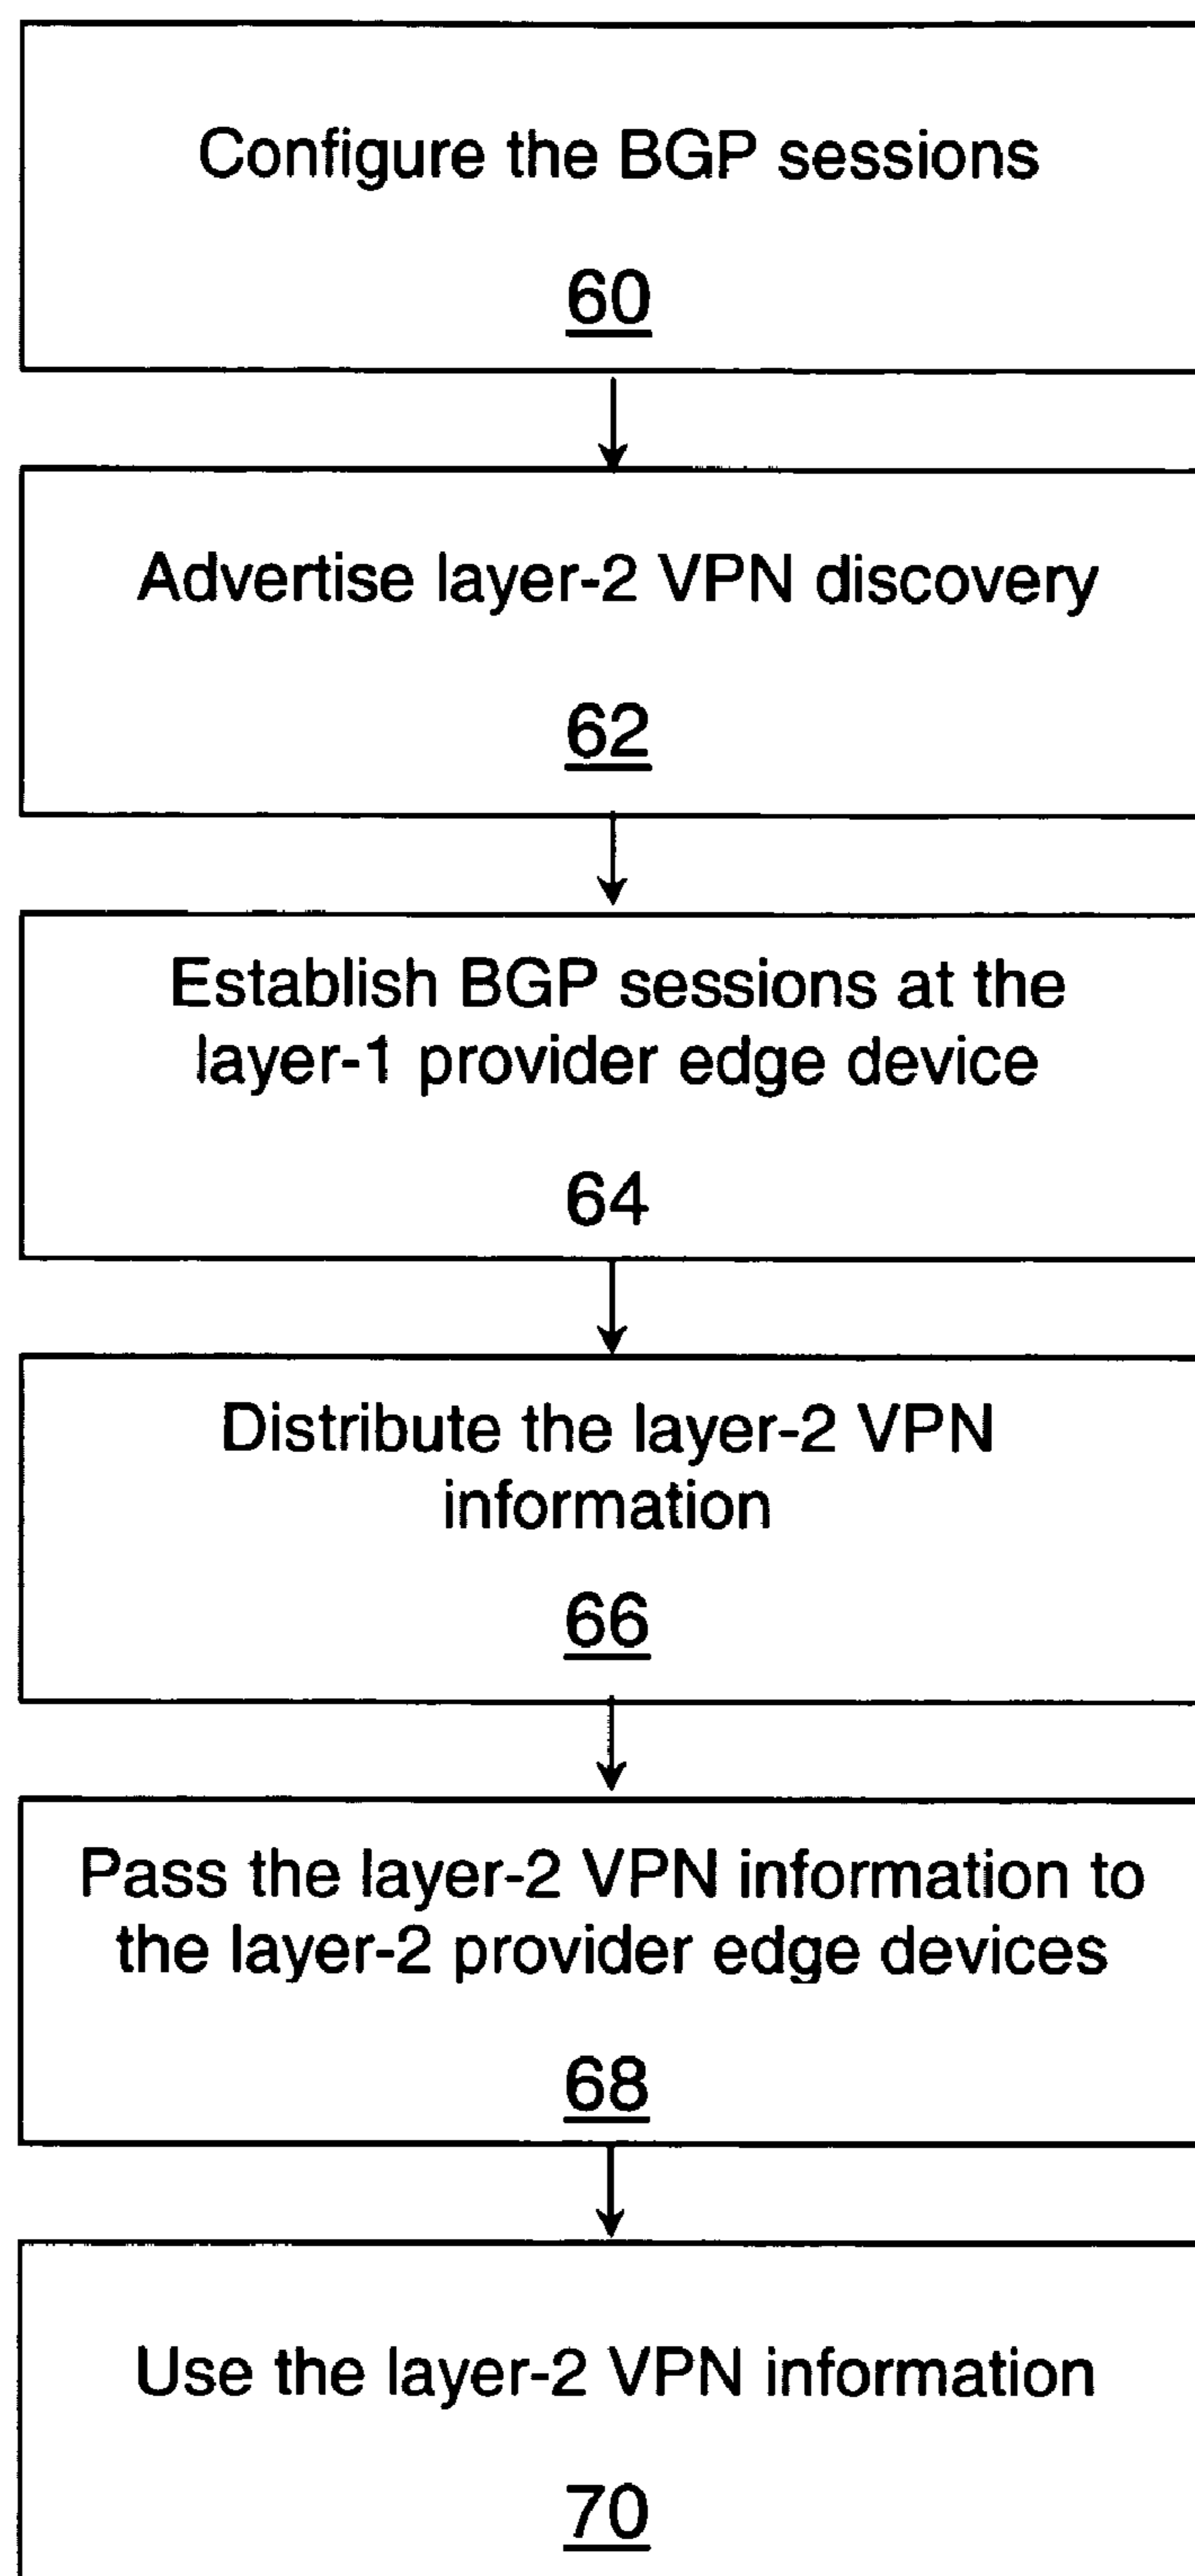 Configure the BGP sessions
60
Advertise layer-2 VPN discovery
62
Establish BGP sessions at the
layer-1 provider edge device
64
Distribute the layer-2 VPN
information
66
Pass the layer-2 VPN information to
the layer-2 provider edge devices
68
Use the layer-2 VPN information
70